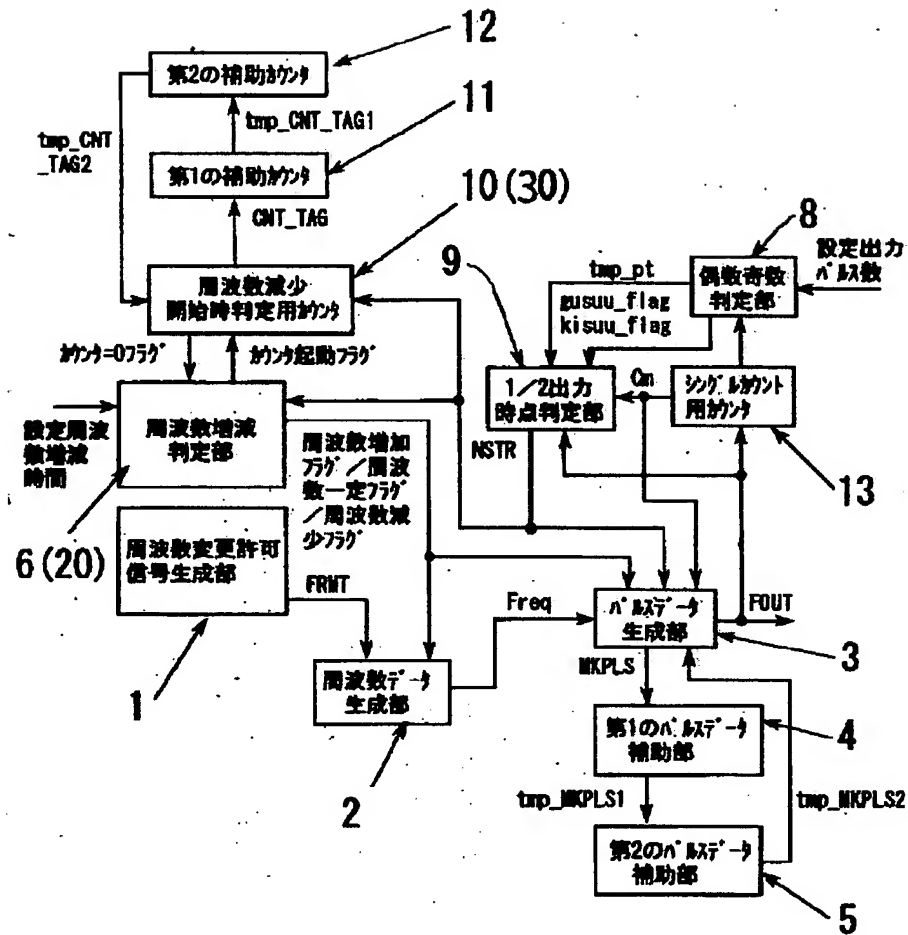 12
第2の補助カウンタ
11
tmp_CNT_TAG1
tmp_CNT
_TAG2
第1の補助カウンタ
10(30)
CNT_TAG
8
設定出力
パルス数
9
tmp_pt
偶数奇数
判定部
周波数減少
開始時判定用カウンタ
gusuu_flag
kisuu_flag
カウンタ=0フラグ
カウンタ起動フラグ
Cm
1/2出力
時点判定部
シングルカウント
用カウンタ
設定周波
数増減
時間
周波数増減
判定部
周波数増加
フラグ/周波
数一定フラグ
/周波数減
少フラグ
NSTR
13
6(20)
周波数変更許可
信号生成部
FRMT
Freq
パルスデータ
生成部
FOUT
3
1
MKPLS
周波数データ
生成部
第1のパルスデータ
補助部
4
2
tmp_MKPLS1
tmp_MKPLS2
第2のパルスデータ
補助部
5